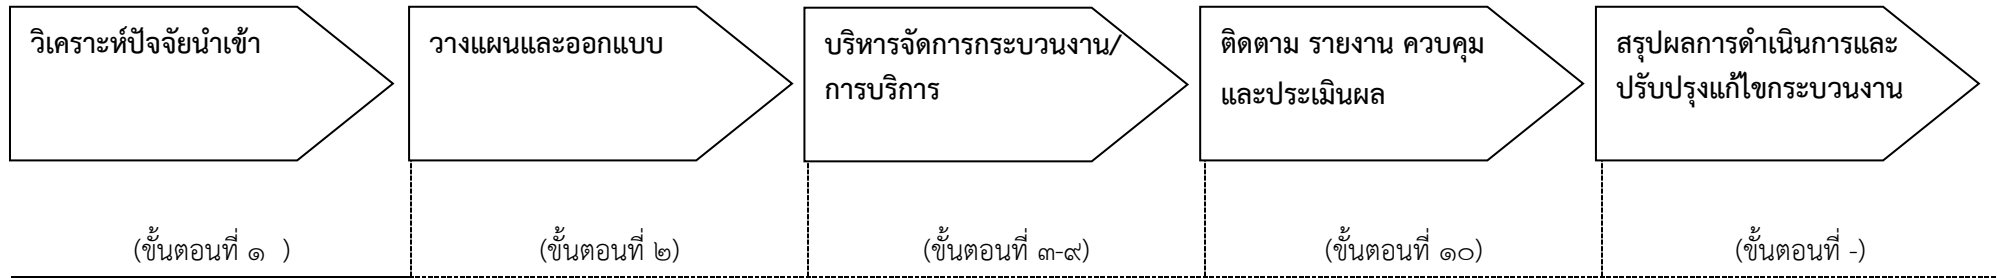 วิเคราะห์ปัจจัยนำเข้า
วางแผนและออกแบบ
บริหารจัดการกระบวนงาน/
การบริการ
ติดตาม รายงาน ควบคุม
และประเมินผล
สรุปผลการดำเนินการและ
ปรับปรุงแก้ไขกระบวนงาน
(ขั้นตอนที่ ๑ )
(ขั้นตอนที่ ๒)
(ขั้นตอนที่ ๓-๙)
(ขั้นตอนที่ ๑๐)
(ขั้นตอนที่ -)